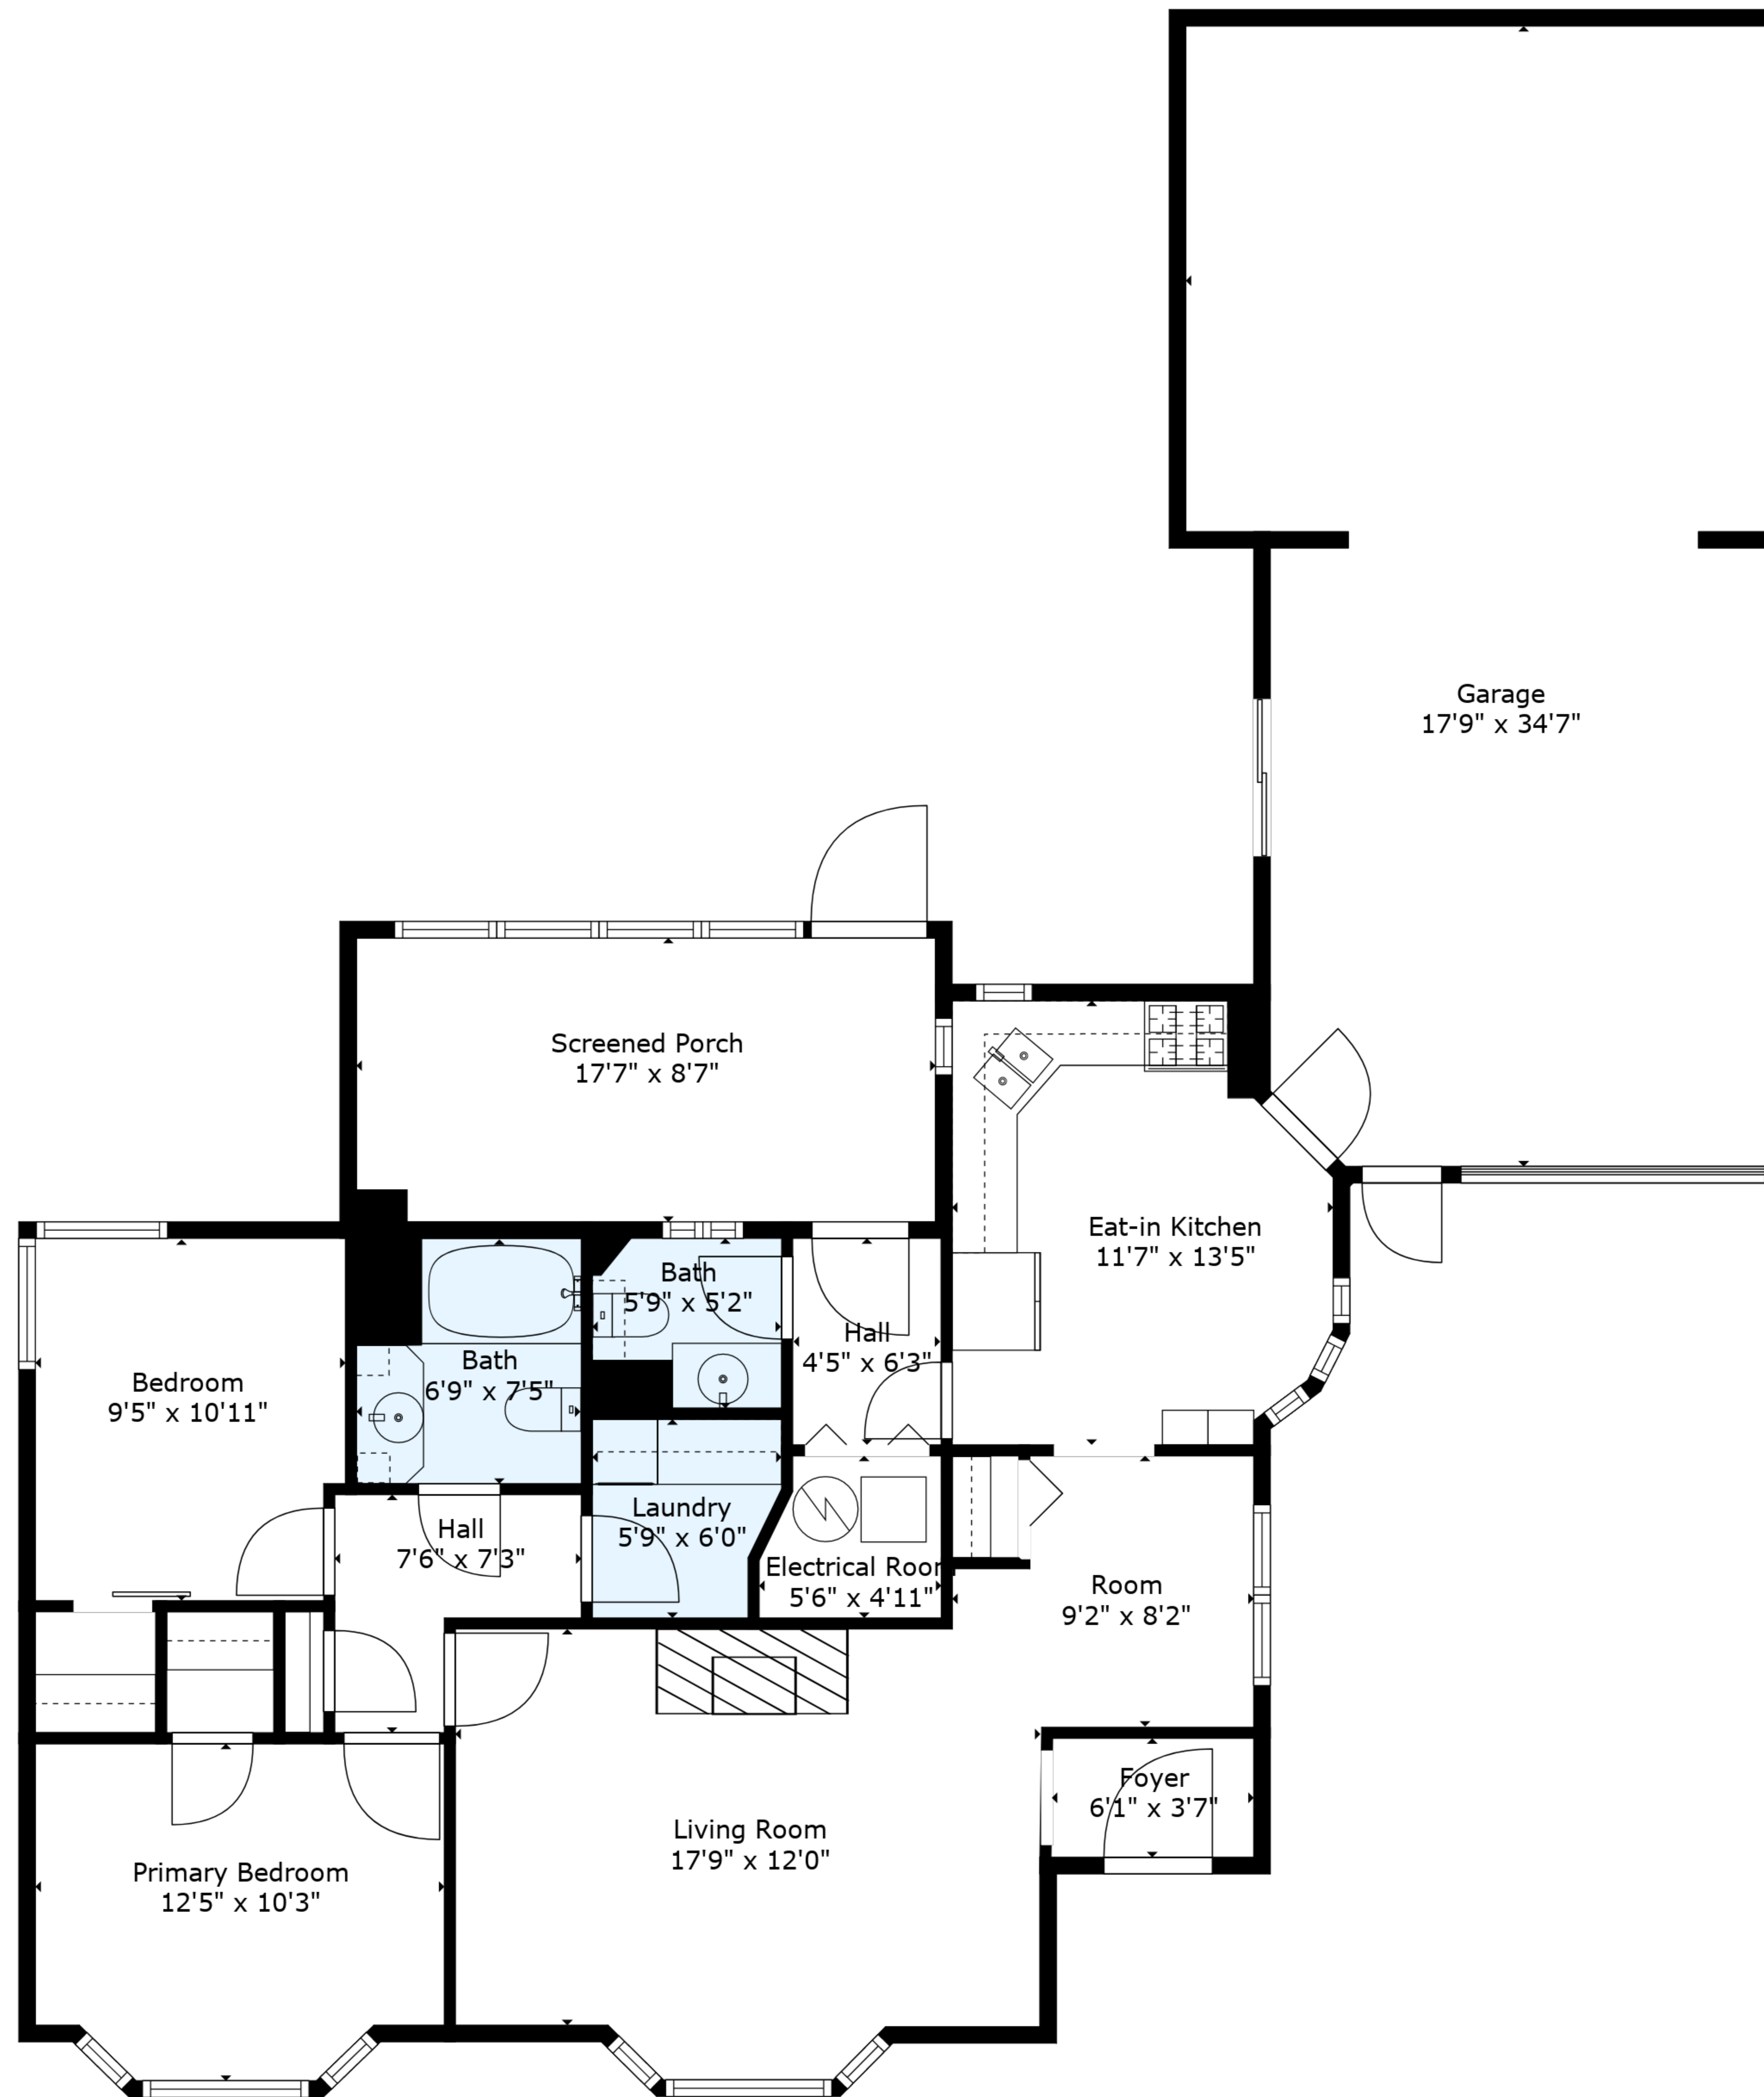 Garage
17'9" x 34'7"
Screened Porch
17'7" x 8'7"
Eat-in Kitchen
11'7" x 13'5"
Bath
5'9" x 5'2"
Hall
4'5" x 6'3"
Bath
6'9" x 7'5"
Bedroom
9'5" x 10'11"
Laundry
5'9" x 6'0"
Hall
7'6" x 7'3"
Electrical Room
5'6" x 4'11"
Room
9'2" x 8'2"
Foyer
6'1" x 3'7"
Living Room
17'9" x 12'0"
Primary Bedroom
12'5" x 10'3"